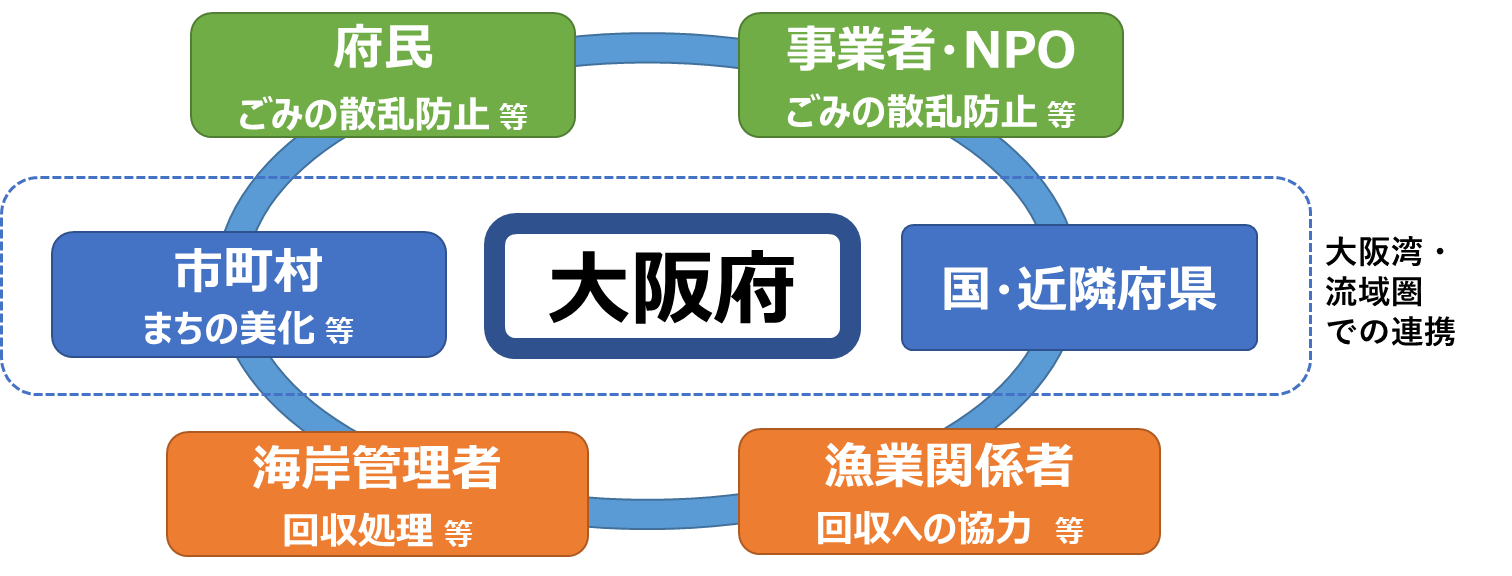 府民
ごみの散乱防止 等
事業者・NPO
ごみの散乱防止 等
市町村
まちの美化 等
大阪府
国・近隣府県
大阪湾・
流域圏
での連携
海岸管理者
回収処理 等
漁業関係者
回収への協力 等